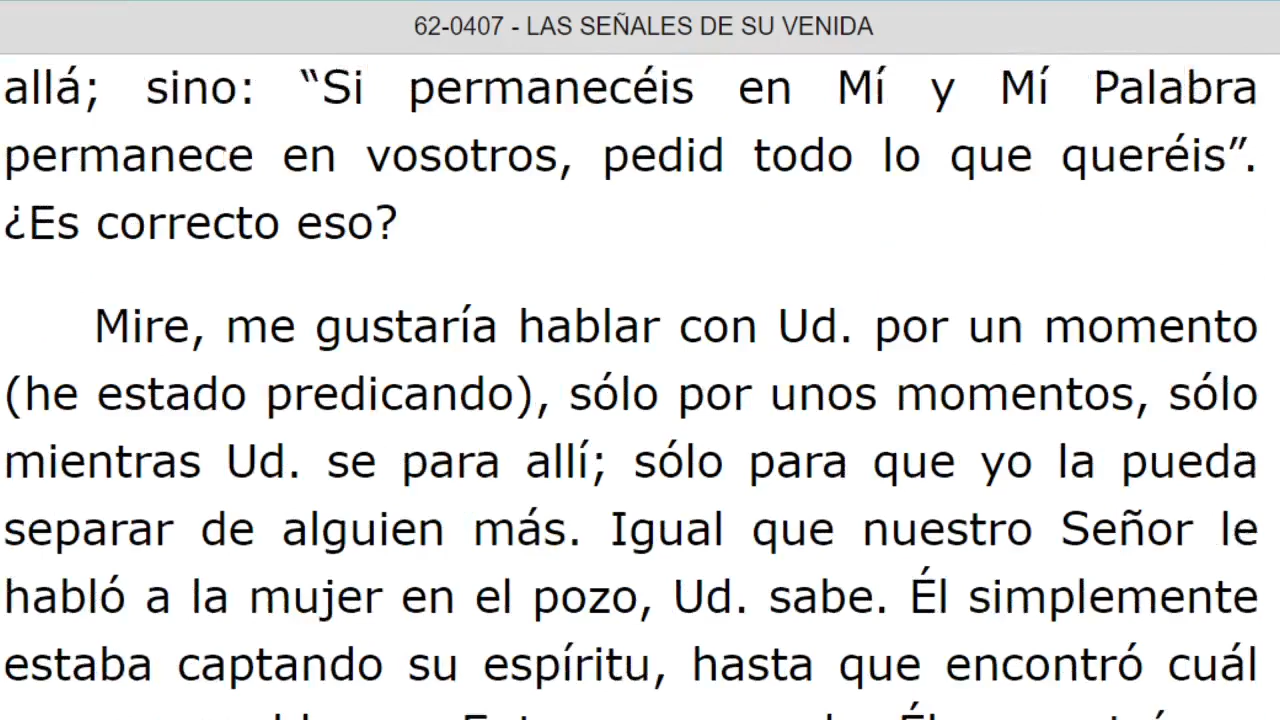 62-0407 - LAS SEÑALES DE SU VENIDA
allá; sino: “Si permanecéis en Mí y Mí Palabra
permanece en vosotros, pedid todo lo que queréis”.
¿Es correcto eso?
Mire, me gustaría hablar con Ud. por un momento
(he estado predicando), sólo por unos momentos, sólo
mientras Ud. se para allí; sólo para que yo la pueda
separar de alguien más. Igual que nuestro Señor le
habló a la mujer en el pozo, Ud. sabe. Él simplemente
estaba captando su espíritu, hasta que encontró cuál